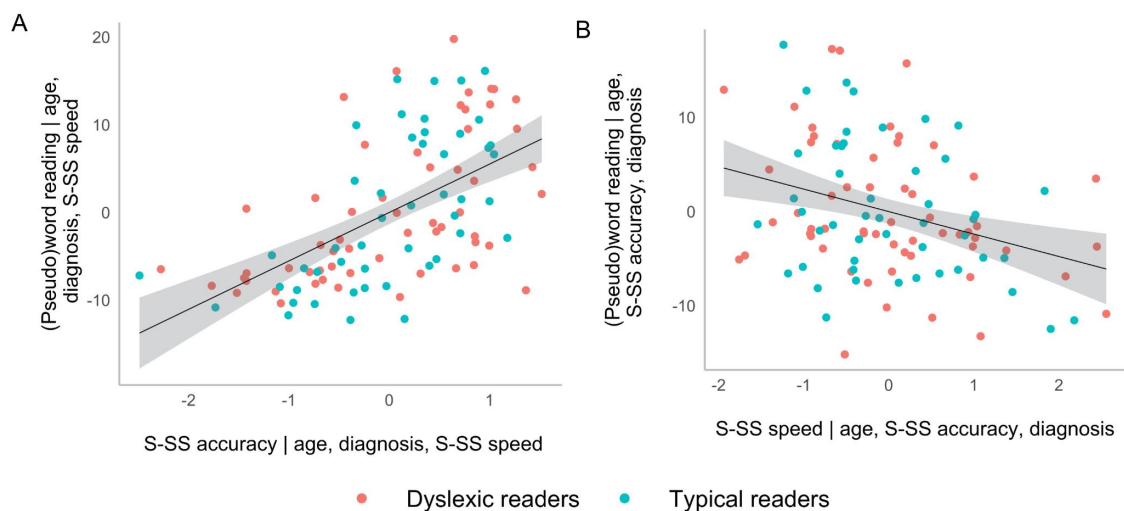 A
(Pseudo)word reading | age,
diagnosis, S-SS speed
20
10
0
-10
-2
-1
0
1
S-SS accuracy | age, diagnosis, S-SS speed
B
(Pseudo)word reading | age,
S-SS accuracy, diagnosis
10
0
-10
-2
-1
0
1
2
S-SS speed | age, S-SS accuracy, diagnosis
Dyslexic readers
Typical readers